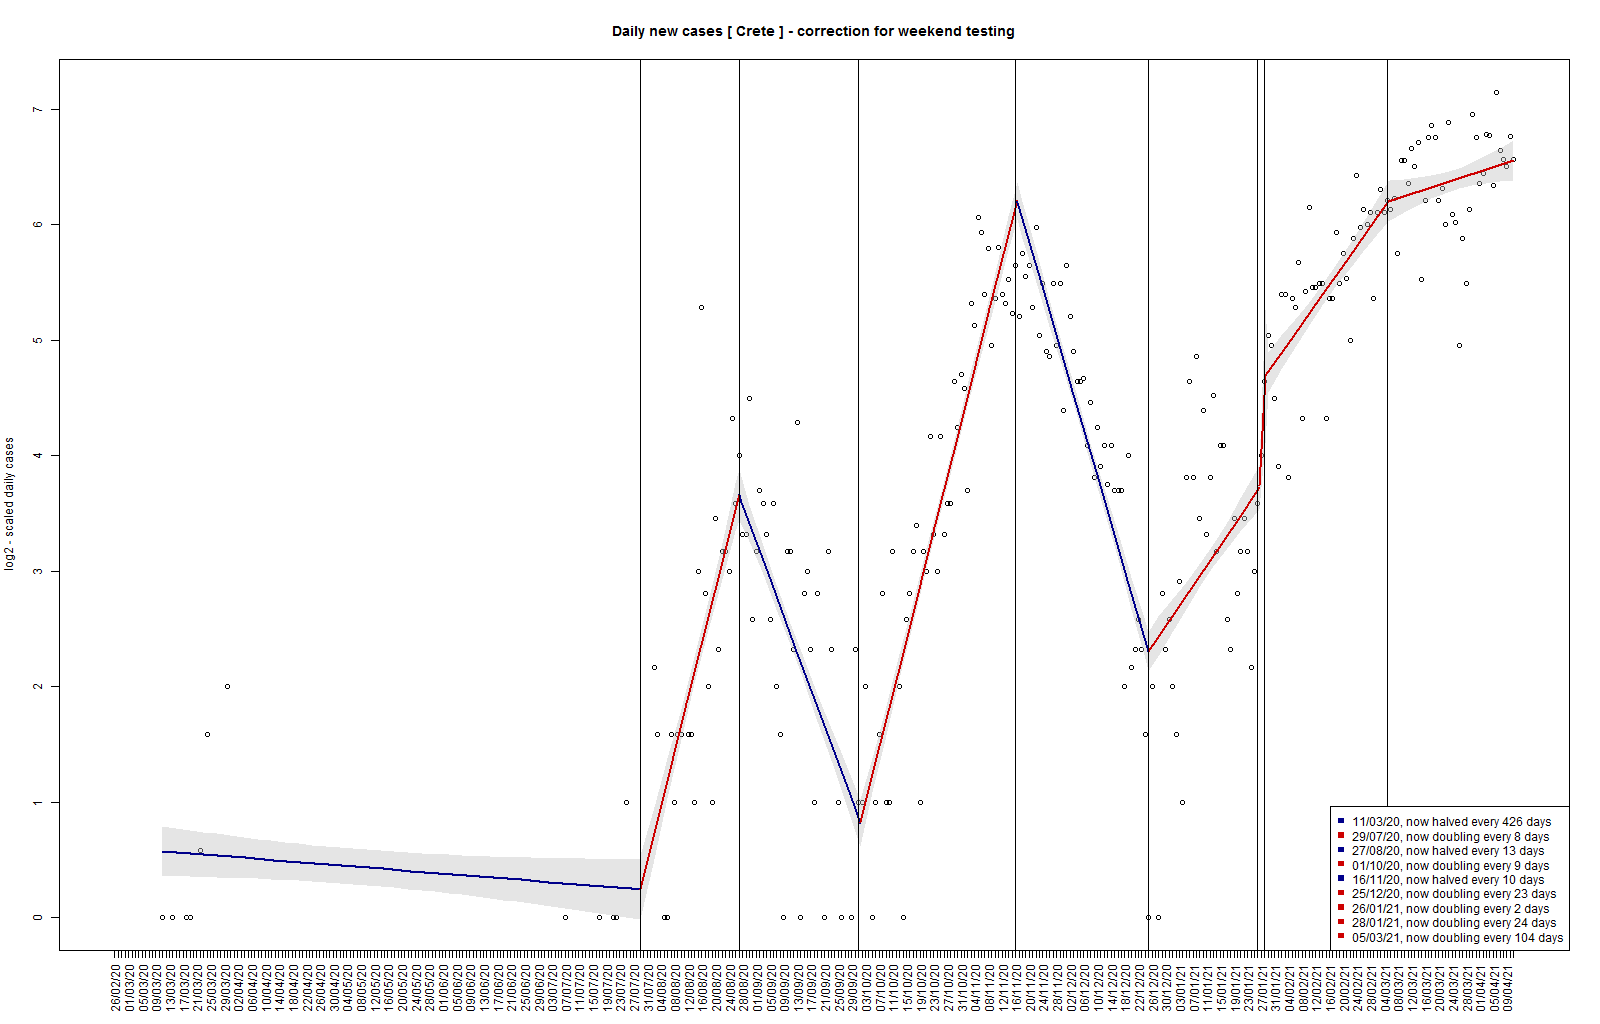 Daily new cases [ Crete ] - correction for weekend testing
log2 - scaled daily cases
7
6
5
4
3
2
1
0
11/03/20, now halved every 426 days
29/07/20, now doubling every 8 days
27/08/20, now halved every 13 days
01/10/20, now doubling every 9 days
16/11/20, now halved every 10 days
25/12/20, now doubling every 23 days
26/01/21, now doubling every 2 days
28/01/21, now doubling every 24 days
05/03/21, now doubling every 104 days
26/02/20 01/03/20 05/03/20 09/03/20 13/03/20 17/03/20 21/03/20 25/03/20 29/03/20 02/04/20 06/04/20 10/04/20 14/04/20 18/04/20 22/04/20 26/04/20 30/04/20 04/05/20 08/05/20 12/05/20 16/05/20 20/05/20 24/05/20 28/05/20 01/06/20 05/06/20 09/06/20 13/06/20 17/06/20 21/06/20 25/06/20 29/06/20 03/07/20 07/07/20 11/07/20 15/07/20 19/07/20 23/07/20 27/07/20 31/07/20 04/08/20 08/08/20 12/08/20 16/08/20 20/08/20 24/08/20 28/08/20 01/09/20 05/09/20 09/09/20 13/09/20 17/09/20 21/09/20 25/09/20 29/09/20 03/10/20 07/10/20 11/10/20 15/10/20 19/10/20 23/10/20 27/10/20 31/10/20 04/11/20 08/11/20 12/11/20 16/11/20 20/11/20 24/11/20 28/11/20 02/12/20 06/12/20 10/12/20 14/12/20 18/12/20 22/12/20 26/12/20 30/12/20 03/01/21 07/01/21 11/01/21 15/01/21 19/01/21 23/01/21 27/01/21 31/01/21 04/02/21 08/02/21 12/02/21 16/02/21 20/02/21 24/02/21 28/02/21 04/03/21 08/03/21 12/03/21 16/03/21 20/03/21 24/03/21 28/03/21 01/04/21 05/04/21 09/04/21